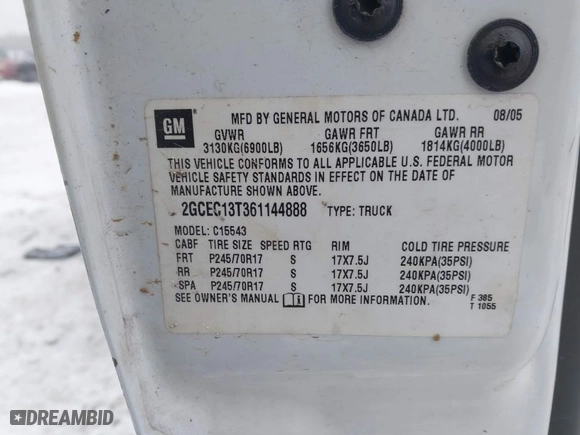 GM
MFD BY GENERAL MOTORS OF CANADA LTD. 08/05
GVWR GAWR FRT GAWR RR
3130KG(6900LB) 1656KG(3650LB) 1814KG(4000LB)
THIS VEHICLE CONFORMS TO ALL APPLICABLE U.S. FEDERAL MOTOR
VEHICLE SAFETY STANDARDS IN EFFECT ON THE DATE OF
MANUFACTURE SHOWN ABOVE.
2GCEC13T361144888 TYPE: TRUCK
MODEL: C15543
CABF TIRE SIZE SPEED RTG RIM COLD TIRE PRESSURE
FRT P245/70R17 S 17X7.5J 240KPA(35PSI)
RR P245/70R17 S 17X7.5J 240KPA(35PSI)
SPA P245/70R17 S 17X7.5J 240KPA(35PSI)
SEE OWNER'S MANUAL i FOR MORE INFORMATION.
F 385
T 1055
DREAMBID